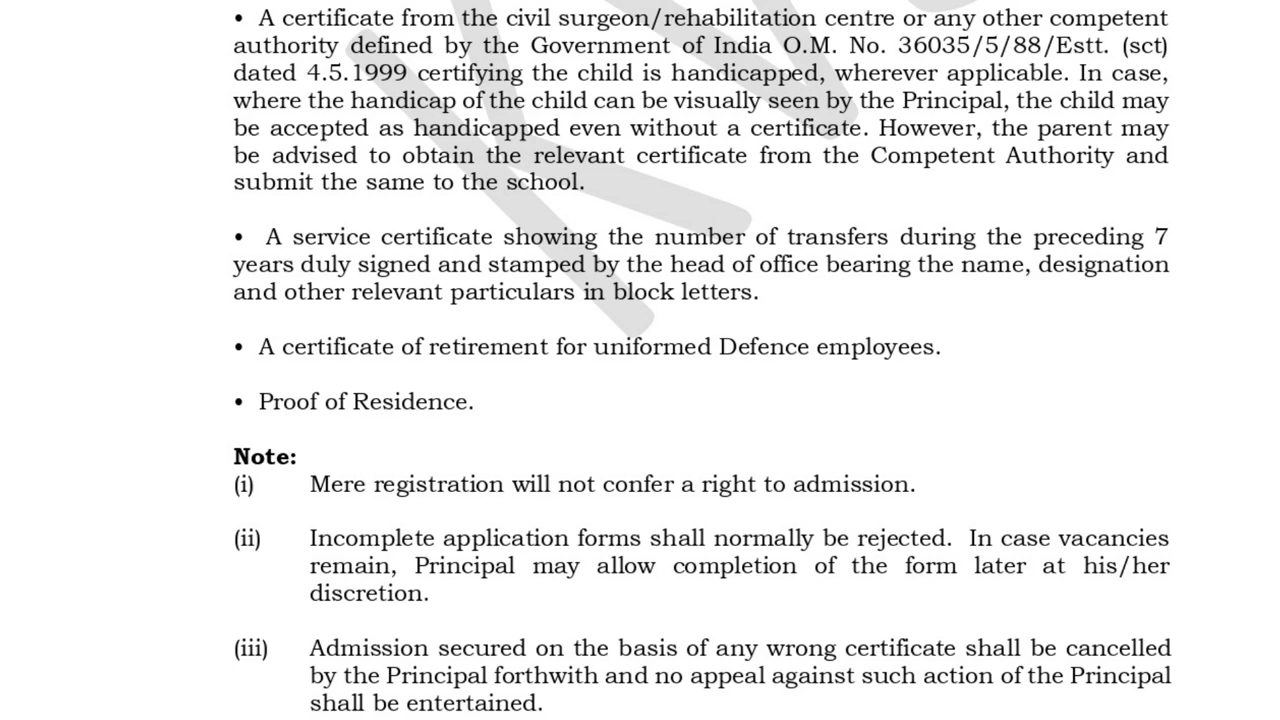 • A certificate from the civil surgeon/rehabilitation centre or any other competent
authority defined by the Government of India O.M. No. 36035/5/88/Estt. (sct)
dated 4.5.1999 certifying the child is handicapped, wherever applicable. In case,
where the handicap of the child can be visually seen by the Principal, the child may
be accepted as handicapped even without a certificate. However, the parent may
be advised to obtain the relevant certificate from the Competent Authority and
submit the same to the school.
• A service certificate showing the number of transfers during the preceding 7
years duly signed and stamped by the head of office bearing the name, designation
and other relevant particulars in block letters.
• A certificate of retirement for uniformed Defence employees.
• Proof of Residence.
Note:
(i) Mere registration will not confer a right to admission.
(ii) Incomplete application forms shall normally be rejected. In case vacancies
remain, Principal may allow completion of the form later at his/her
discretion.
(iii) Admission secured on the basis of any wrong certificate shall be cancelled
by the Principal forthwith and no appeal against such action of the Principal
shall be entertained.